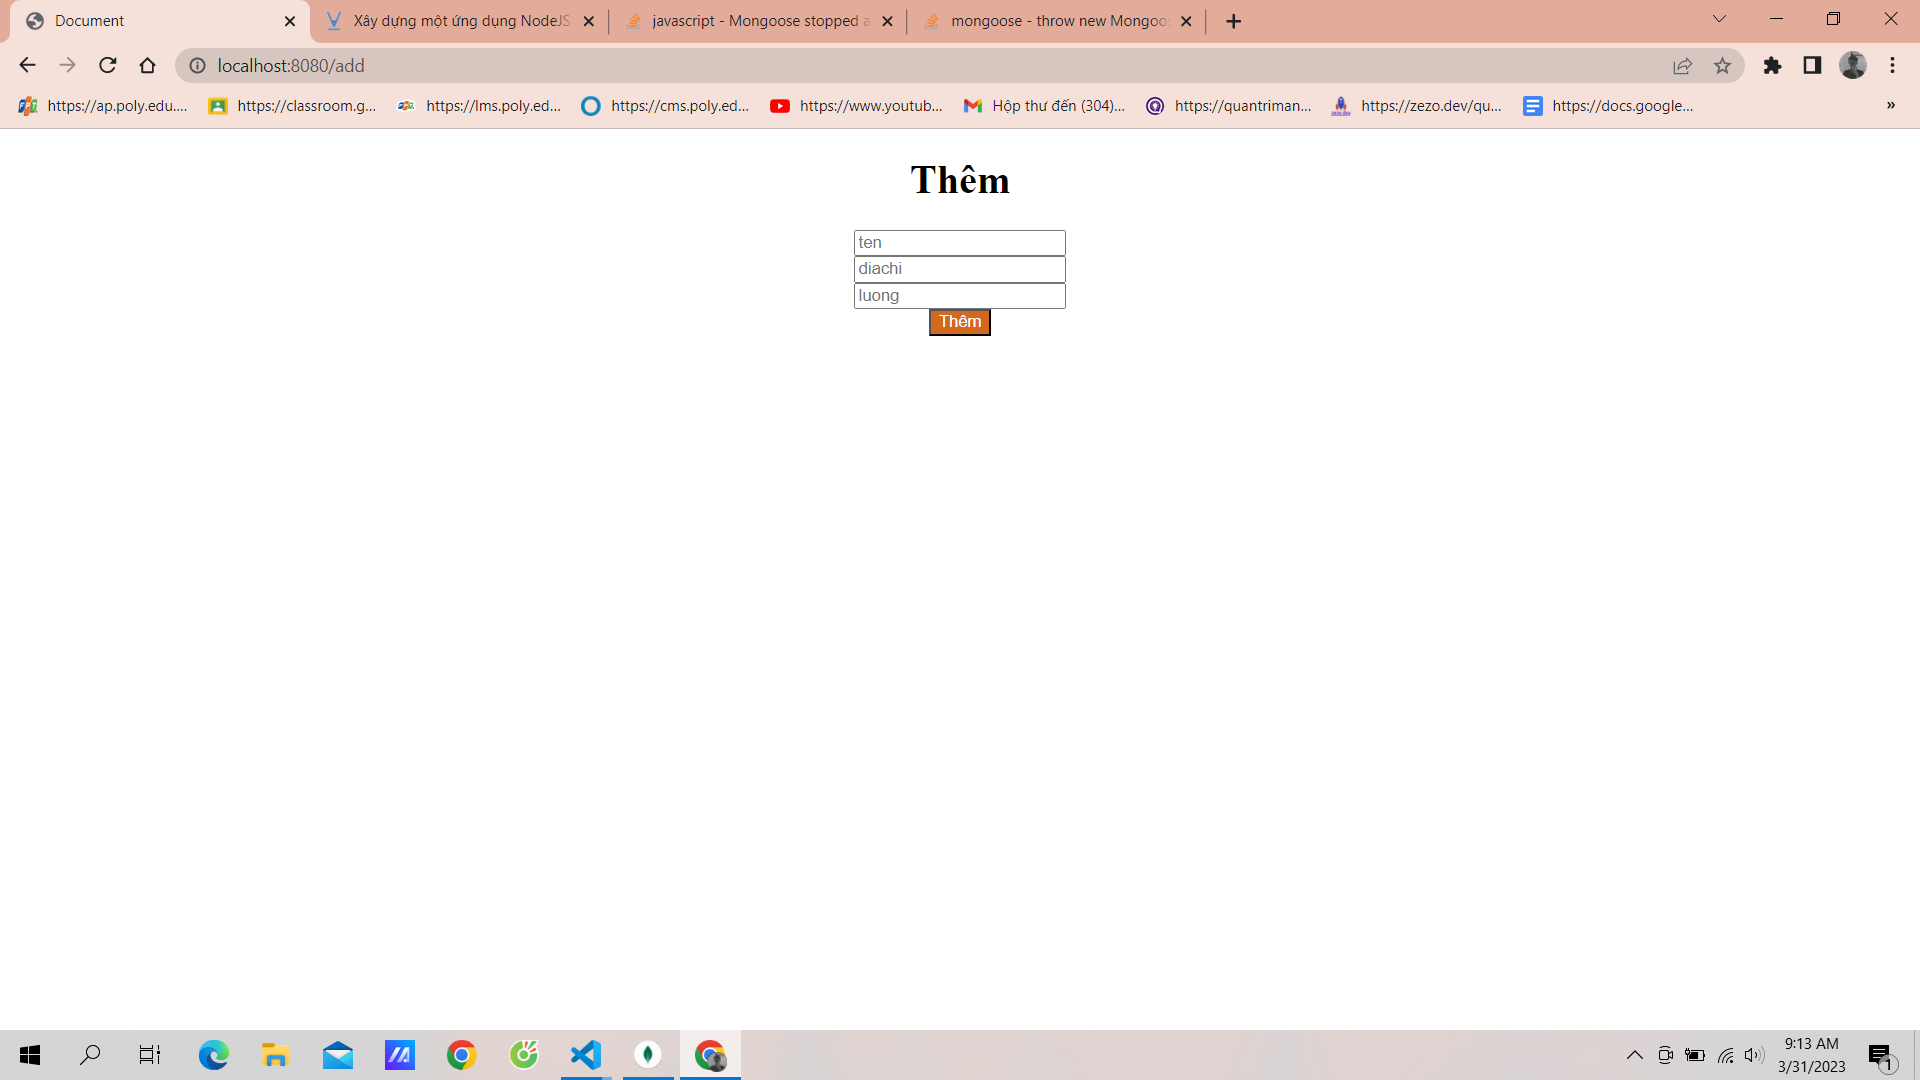 Document
Xây dựng một ứng dụng NodeJS
javascript - Mongoose stopped a
mongoose - throw new Mongoos
localhost:8080/add
https://ap.poly.edu....
https://classroom.g...
https://lms.poly.ed...
https://cms.poly.ed...
https://www.youtub...
Hộp thư đến (304)...
https://quantriman...
https://zezo.dev/qu...
https://docs.google...
»
Thêm
ten
diachi
luong
Thêm
9:13 AM
3/31/2023
1